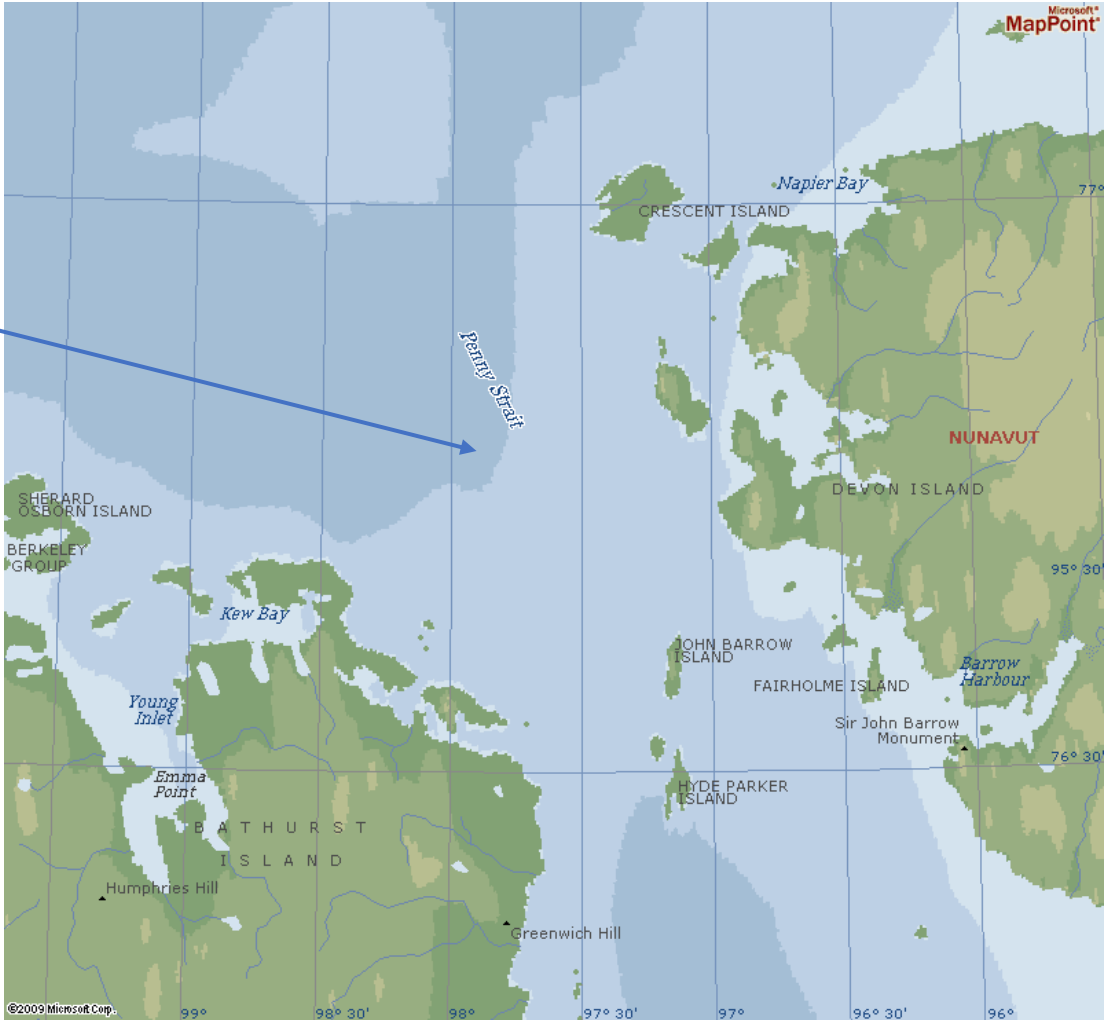 Microsoft®
MapPoint®
Napier Bay
77°
CRESCENT ISLAND
Penny Strait
NUNAVUT
DEVON ISLAND
SHERARD
OSBORN ISLAND
BERKELEY
GROUP
95° 30'
Kew Bay
JOHN BARROW
ISLAND
Barrow
Harbour
FAIRHOLME ISLAND
Young
Inlet
Sir John Barrow
Monument
76° 30'
Emma
Point
HYDE PARKER
ISLAND
BATHURST
ISLAND
Humphries Hill
Greenwich Hill
©2009 Microsoft Corp.
99°
98° 30'
98°
97° 30'
97°
96° 30'
96°